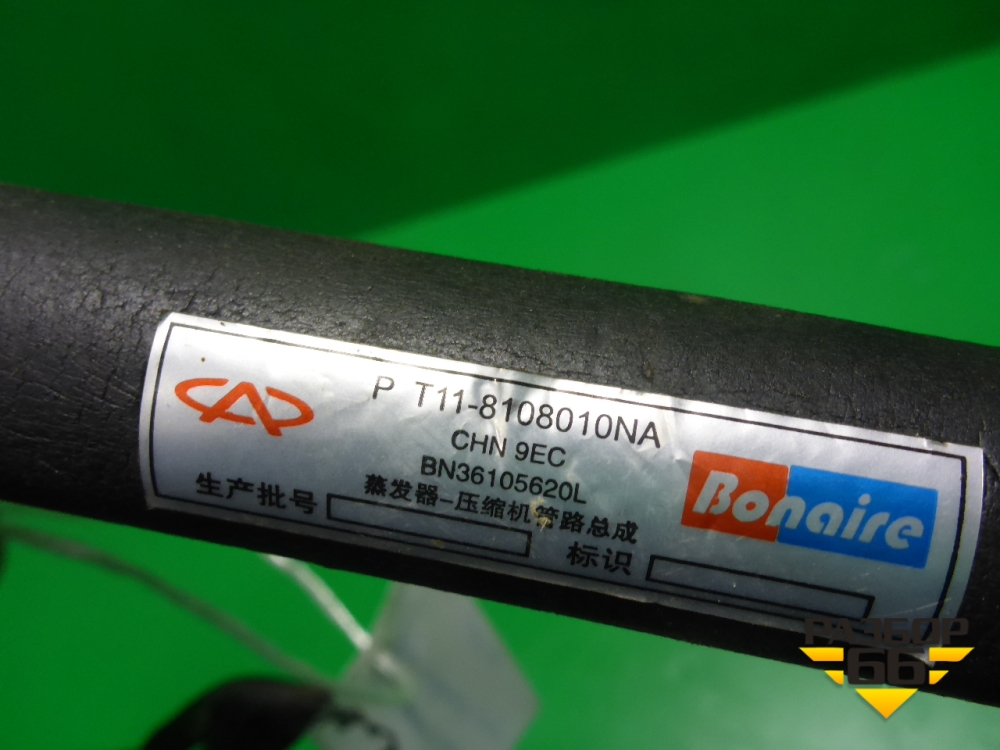 P T11-8108010NA
CHN 9EC
BN36105620L
蒸发器-压缩机管路总成
生产批号
标识
Bonaire
РАЗБОР
66